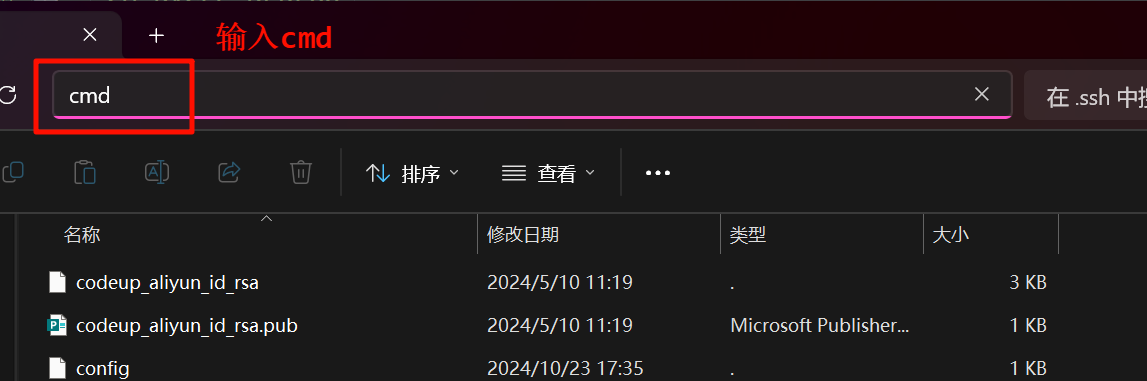 输入cmd
cmd
在 .ssh 中
排序
查看
名称
修改日期
类型
大小
codeup_aliyun_id_rsa
2024/5/10 11:19
.
3 KB
codeup_aliyun_id_rsa.pub
2024/5/10 11:19
Microsoft Publisher...
1 KB
config
2024/10/23 17:35
.
1 KB